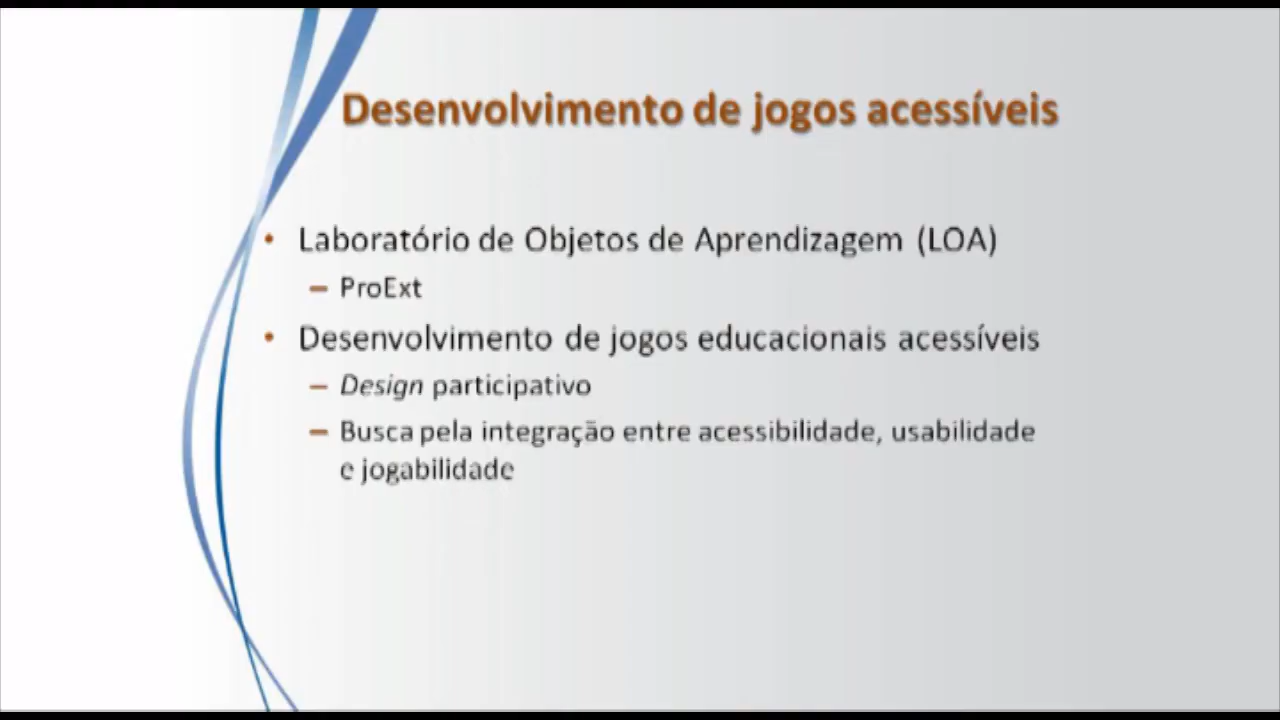 Desenvolvimento de jogos acessíveis
• Laboratório de Objetos de Aprendizagem (LOA)
– ProExt
• Desenvolvimento de jogos educacionais acessíveis
– Design participativo
– Busca pela integração entre acessibilidade, usabilidade
e jogabilidade